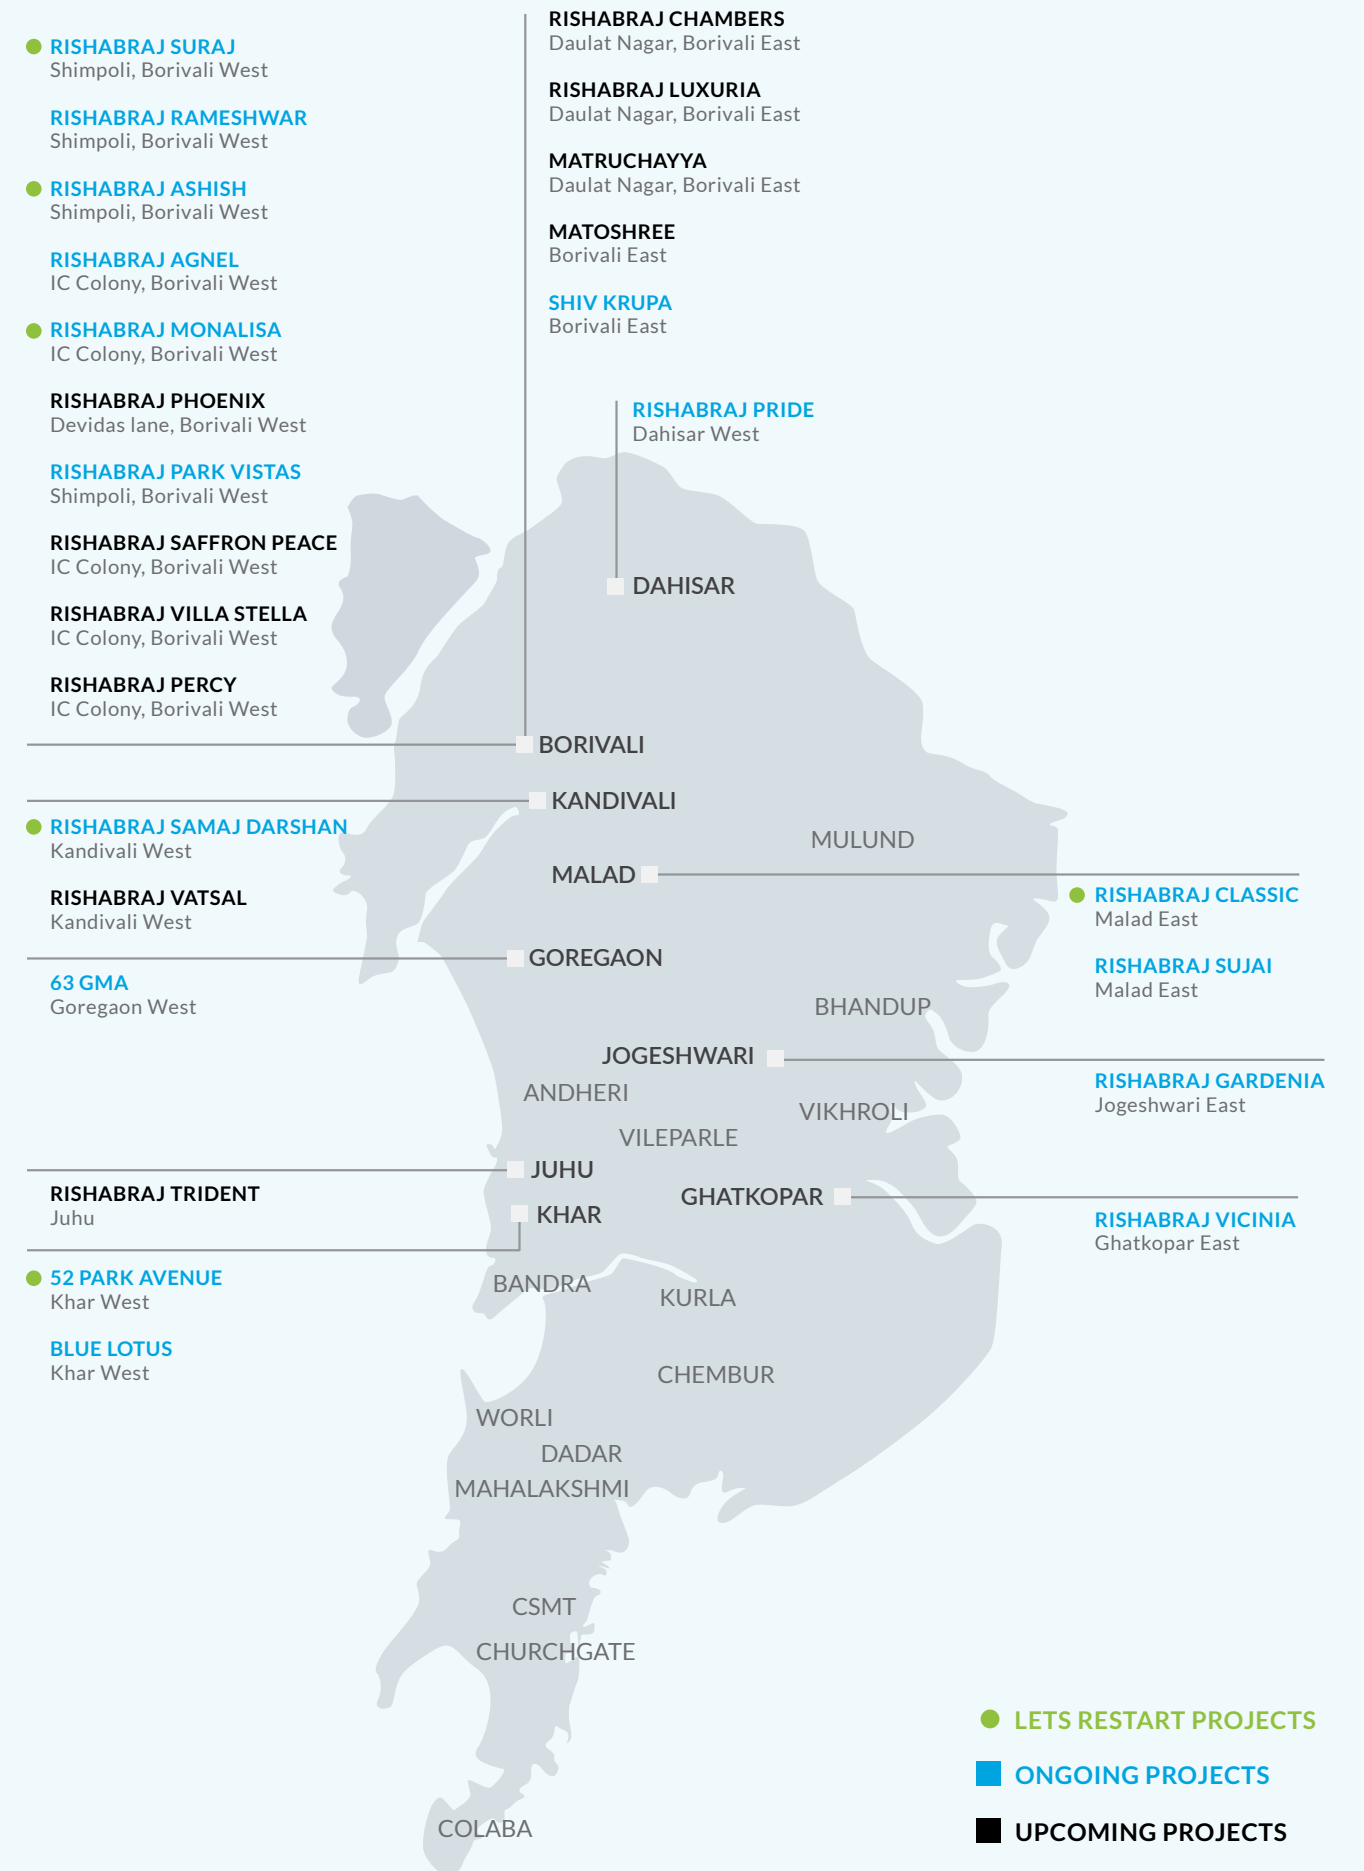 RISHABRAJ SURAJ
Shimpoli, Borivali West
RISHABRAJ RAMESHWAR
Shimpoli, Borivali West
RISHABRAJ ASHISH
Shimpoli, Borivali West
RISHABRAJ AGNEL
IC Colony, Borivali West
RISHABRAJ MONALISA
IC Colony, Borivali West
RISHABRAJ PHOENIX
Devidas lane, Borivali West
RISHABRAJ PARK VISTAS
Shimpoli, Borivali West
RISHABRAJ SAFFRON PEACE
IC Colony, Borivali West
RISHABRAJ VILLA STELLA
IC Colony, Borivali West
RISHABRAJ PERCY
IC Colony, Borivali West
RISHABRAJ CHAMBERS
Daulat Nagar, Borivali East
RISHABRAJ LUXURIA
Daulat Nagar, Borivali East
MATRUCHAYYA
Daulat Nagar, Borivali East
MATOSHREE
Borivali East
SHIV KRUPA
Borivali East
RISHABRAJ PRIDE
Dahisar West
DAHISAR
BORIVALI
KANDIVALI
RISHABRAJ SAMAJ DARSHAN
Kandivali West
RISHABRAJ VATSAL
Kandivali West
MULUND
MALAD
RISHABRAJ CLASSIC
Malad East
RISHABRAJ SUJAI
Malad East
GOREGAON
63 GMA
Goregaon West
BHANDUP
JOGESHWARI
RISHABRAJ GARDENIA
Jogeshwari East
ANDHERI
VIKHROLI
VILEPARLE
JUHU
RISHABRAJ TRIDENT
Juhu
GHATKOPAR
RISHABRAJ VICINIA
Ghatkopar East
KHAR
52 PARK AVENUE
Khar West
BLUE LOTUS
Khar West
BANDRA
KURLA
CHEMBUR
WORLI
DADAR
MAHALAKSHMI
CSMT
CHURCHGATE
COLABA
LETS RESTART PROJECTS
ONGOING PROJECTS
UPCOMING PROJECTS